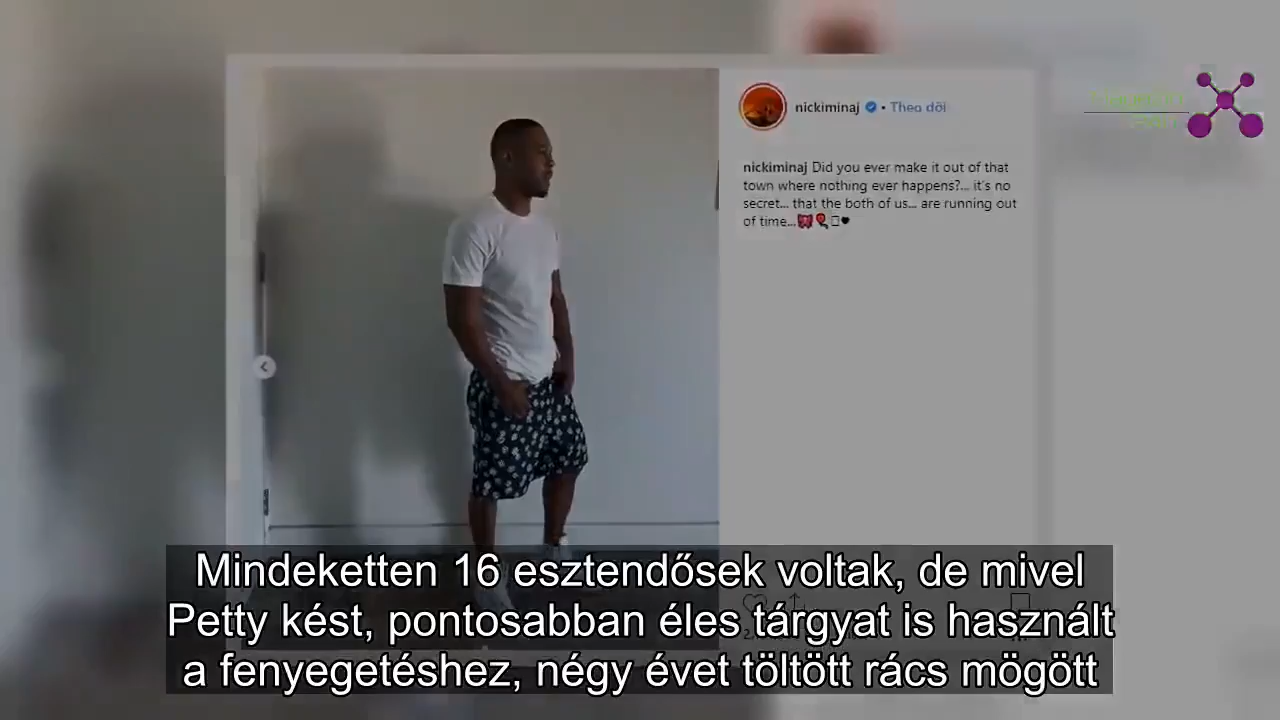 nickiminaj • Theo dõi
nickiminaj Did you ever make it out of that
town where nothing ever happens?... it's no
secret... that the both of us... are running out
of time...
Mindeketten 16 esztendősek voltak, de mivel
Petty kést, pontosabban éles tárgyat is használt
a fenyegetéshez, négy évet töltött rács mögött